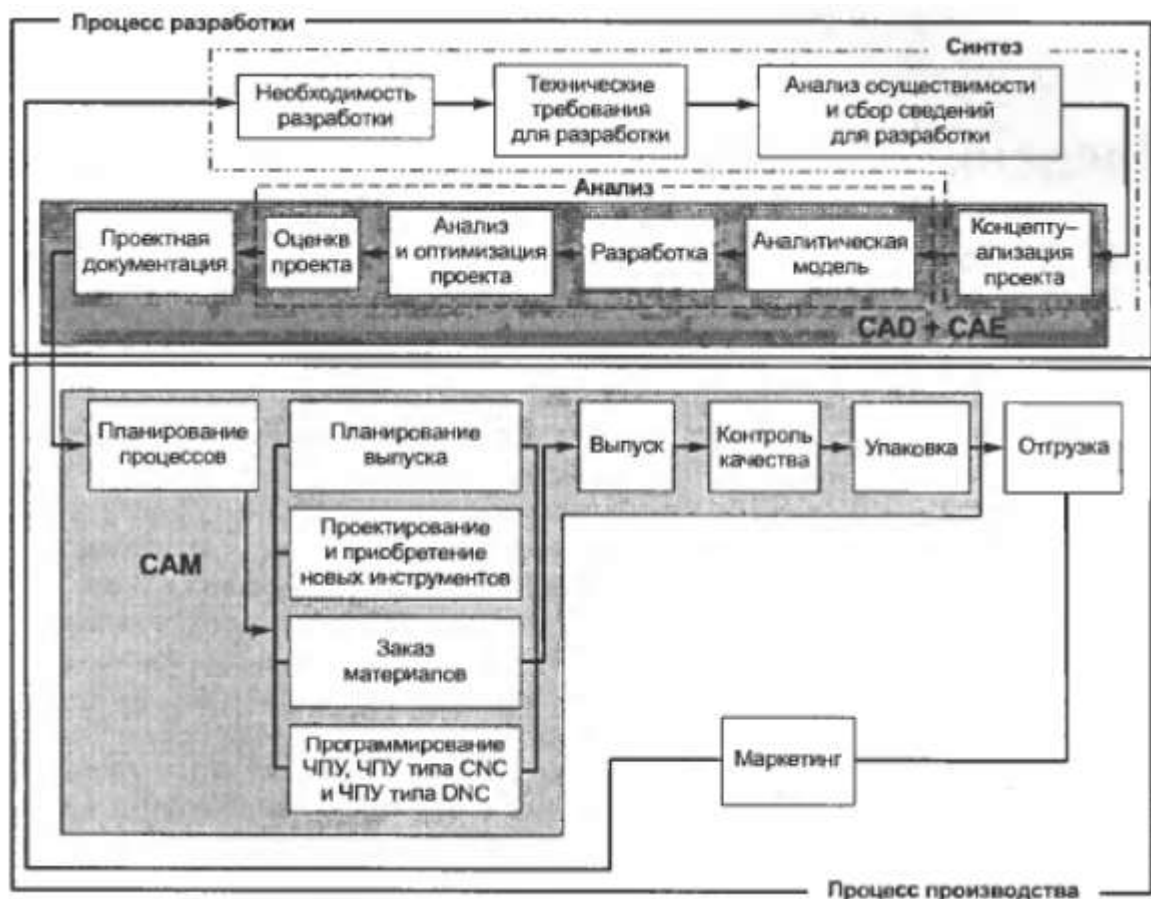 Процесс разработки
Синтез
Необходимость
разработки
Технические
требования
для разработки
Анализ осуществимости
и сбор сведений
для разработки
Анализ
Проектная
документация
Оценкв
проекта
Анализ
и оптимизация
проекта
Разработка
Аналитическая
модель
Концепту–
ализация
проекта
CAD + CAE
Планирование
процессов
Планирование
выпуска
Выпуск
Контроль
качества
Упаковка
Отгрузка
Проектирование
и приобретение
новых инструментов
CAM
Заказ
материалов
Программирование
ЧПУ, ЧПУ типа CNC
и ЧПУ типа DNC
Маркетинг
Процесс производства